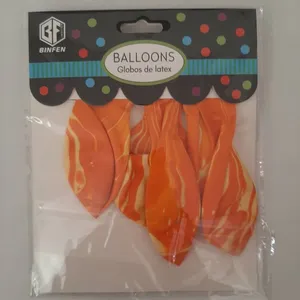 BF
BINFEN
BALLOONS
Globos de latex